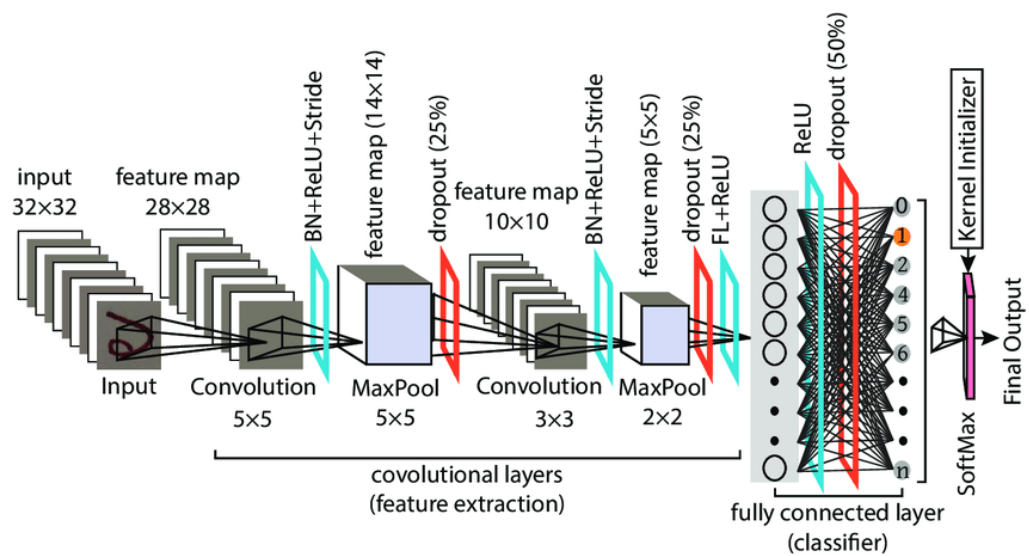 input
32×32
feature map
28×28
BN+ReLU+Stride
feature map (14×14)
dropout (25%)
feature map
10×10
BN+ReLU+Stride
feature map (5×5)
dropout (25%)
FL+ReLU
ReLU
dropout (50%)
Kernel Initializer
0
1
2
4
5
6
n
Input
Convolution
5×5
MaxPool
5×5
Convolution
3×3
MaxPool
2×2
SoftMax
Final Output
covolutional layers
(feature extraction)
fully connected layer
(classifier)